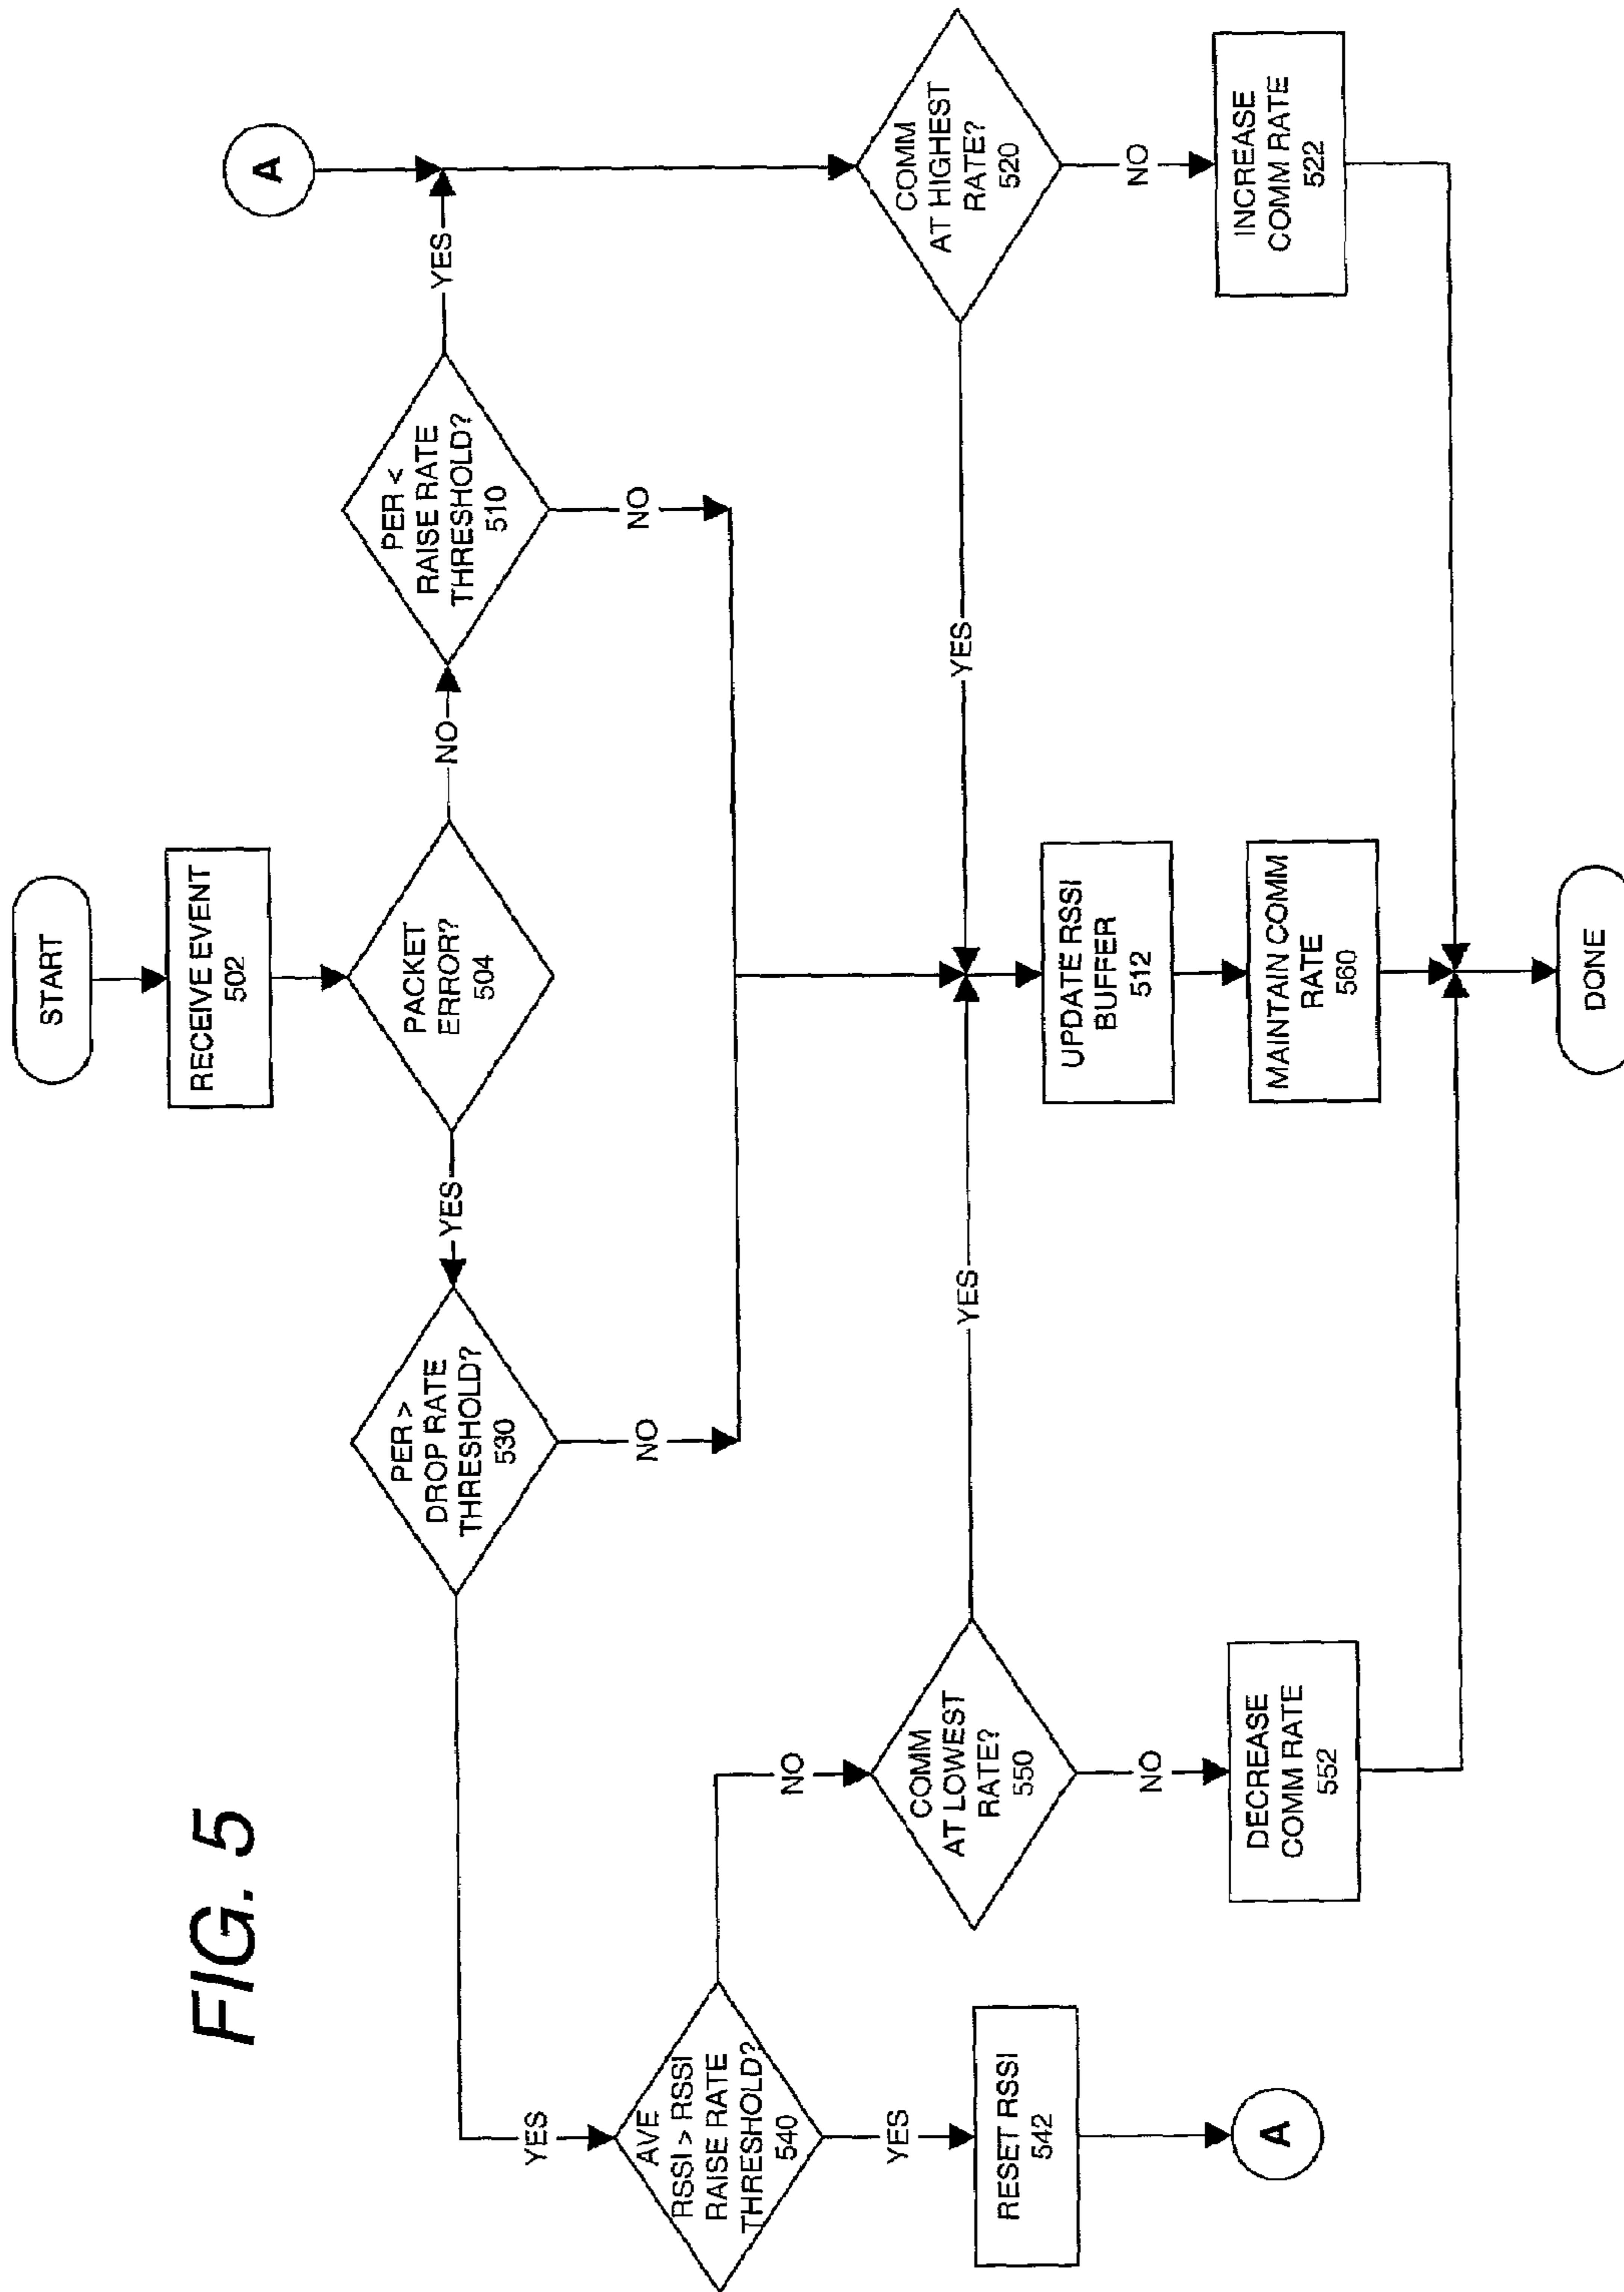 FIG. 5
START
RECEIVE EVENT
502
PACKET
ERROR?
504
YES
NO
PER >
DROP RATE
THRESHOLD?
530
PER <
RAISE RATE
THRESHOLD?
510
YES
A
YES
NO
NO
AVE
RSSI > RSSI
RAISE RATE
THRESHOLD?
540
NO
YES
COMM
AT LOWEST
RATE?
550
YES
YES
COMM
AT HIGHEST
RATE?
520
RESET RSSI
542
NO
UPDATE RSSI
BUFFER
512
NO
A
DECREASE
COMM RATE
552
MAINTAIN COMM
RATE
560
INCREASE
COMM RATE
522
DONE